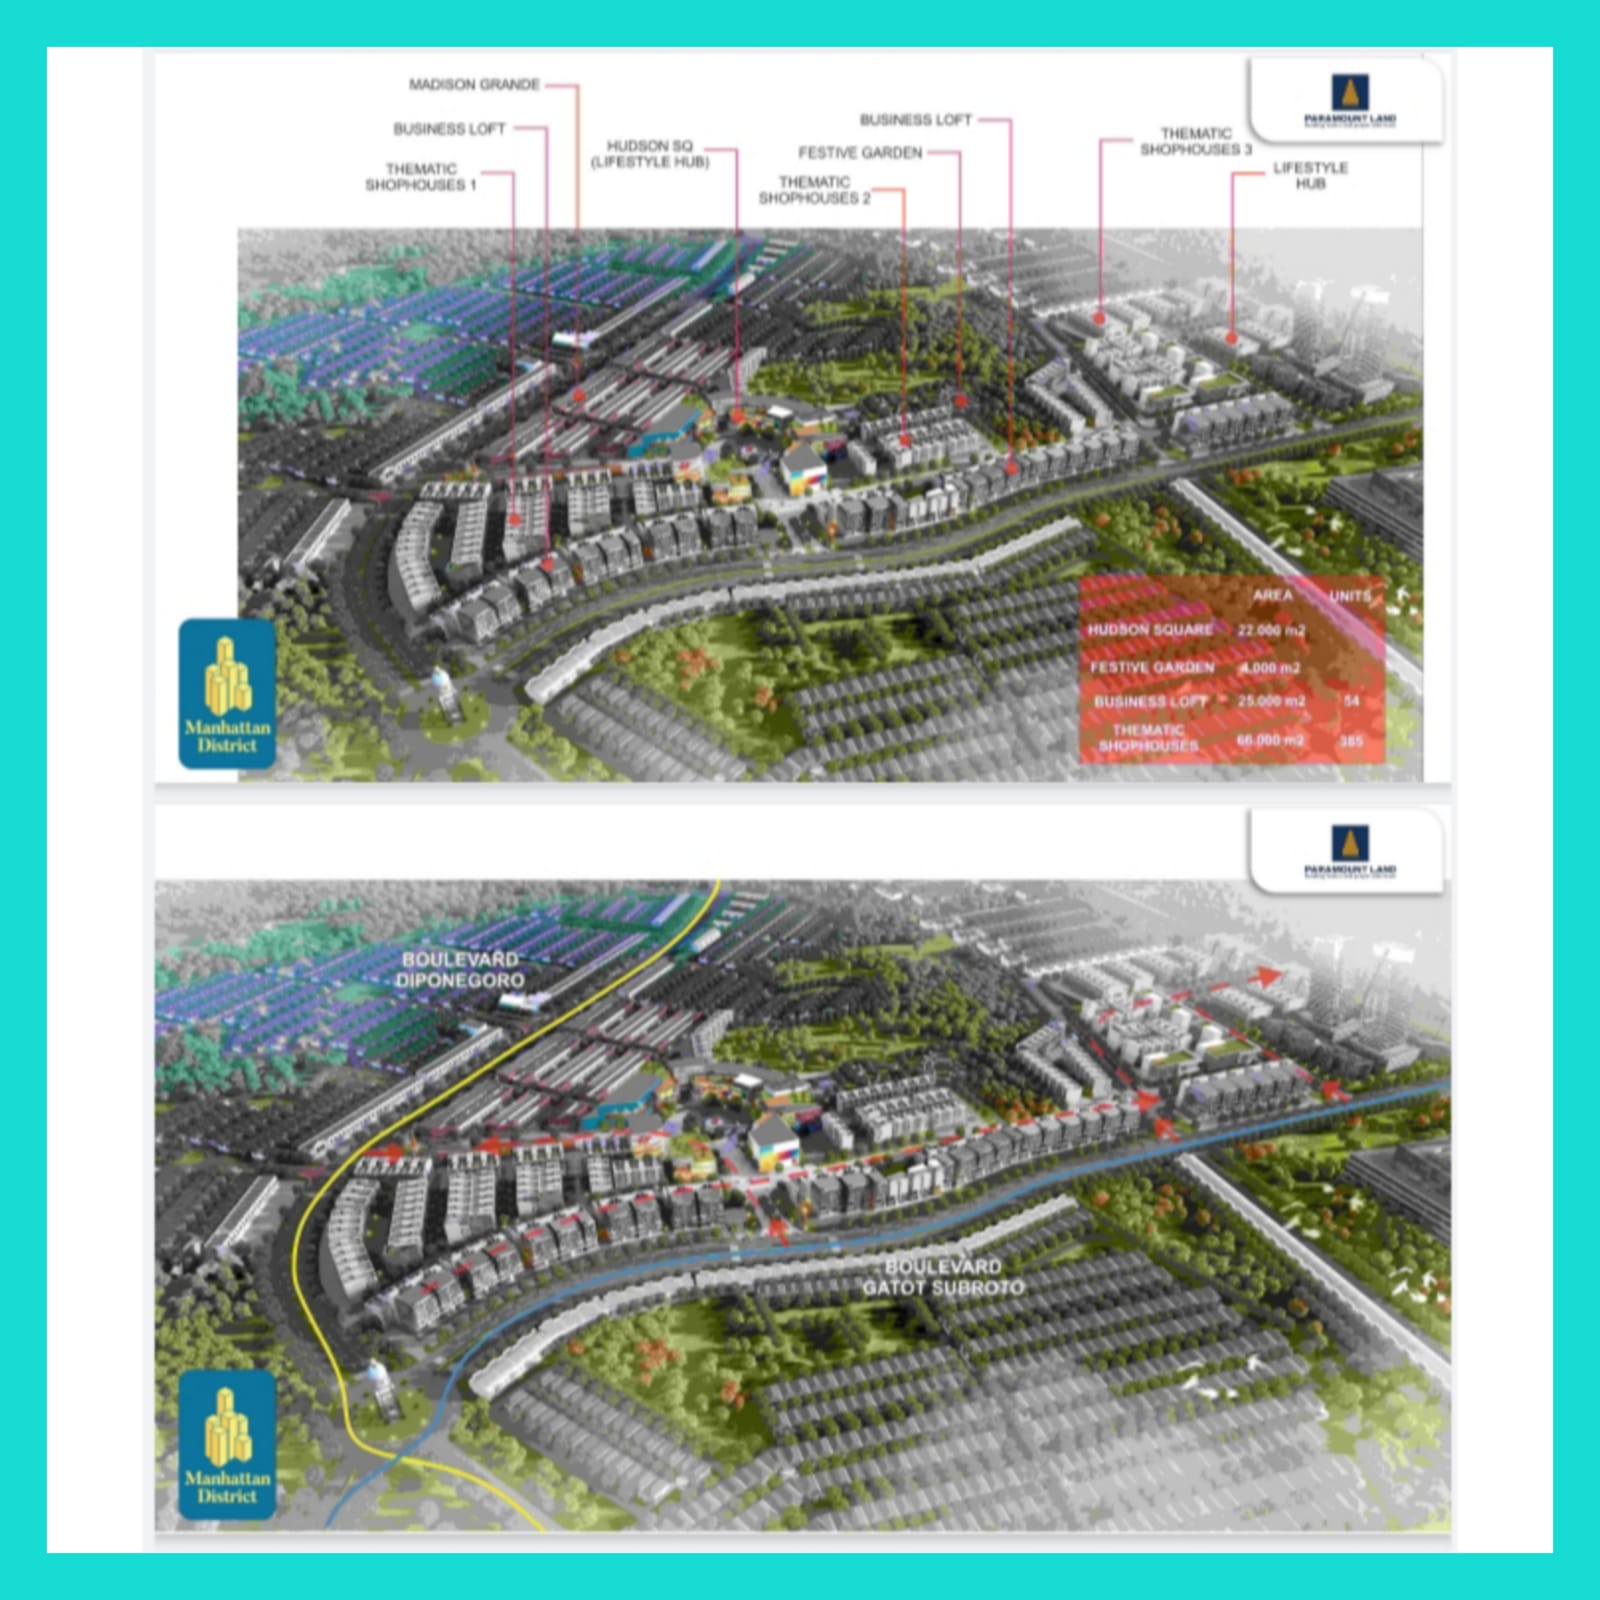 MADISON GRANDE
BUSINESS LOFT
THEMATIC
SHOPHOUSES 1
HUDSON SQ
(LIFESTYLE HUB)
BUSINESS LOFT
FESTIVE GARDEN
THEMATIC
SHOPHOUSES 2
THEMATIC
SHOPHOUSES 3
LIFESTYLE
HUB
PARAMOUNT LAND
AREA UNITS
HUDSON SQUARE 22.000 m2
FESTIVE GARDEN 4.000 m2
BUSINESS LOFT 25.000 m2 54
THEMATIC
SHOPHOUSES 66.000 m2 385
Manhattan
District
PARAMOUNT LAND
BOULEVARD
DIPONEGORO
BOULEVARD
GATOT SUBROTO
Manhattan
District